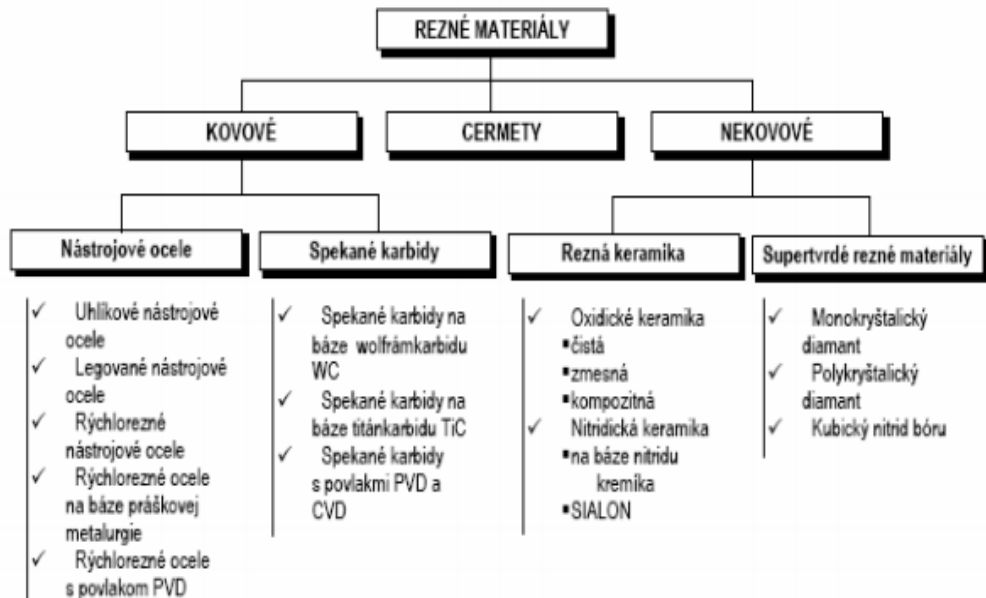 REZNÉ MATERIÁLY
KOVOVÉ
CERMETY
NEKOVOVÉ
Nástrojové ocele
✓ Uhlíkové nástrojové
ocele
✓ Legované nástrojové
ocele
✓ Rýchlorezné
nástrojové ocele
✓ Rýchlorezné ocele
na báze práškovej
metalurgie
✓ Rýchlorezné ocele
s povlakom PVD
Spekané karbidy
✓ Spekané karbidy na
báze wolfrámkarbidu
WC
✓ Spekané karbidy na
báze titánkarbidu TiC
✓ Spekané karbidy
s povlakmi PVD a
CVD
Rezná keramika
✓ Oxidické keramika
▪čistá
▪zmesná
▪kompozitná
✓ Nitridická keramika
▪na báze nitridu
kremíka
▪SIALON
Supertvrdé rezné materiály
✓ Monokryštalický
diamant
✓ Polykryštalický
diamant
✓ Kubický nitrid bóru